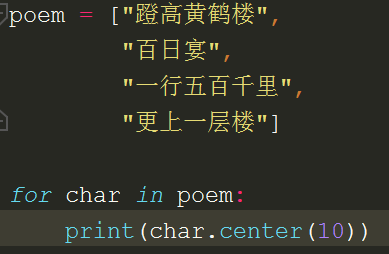 poem = ["蹬高黄鹤楼",
"百日宴",
"一行五百千里",
"更上一层楼"]
for char in poem:
print(char.center(10))